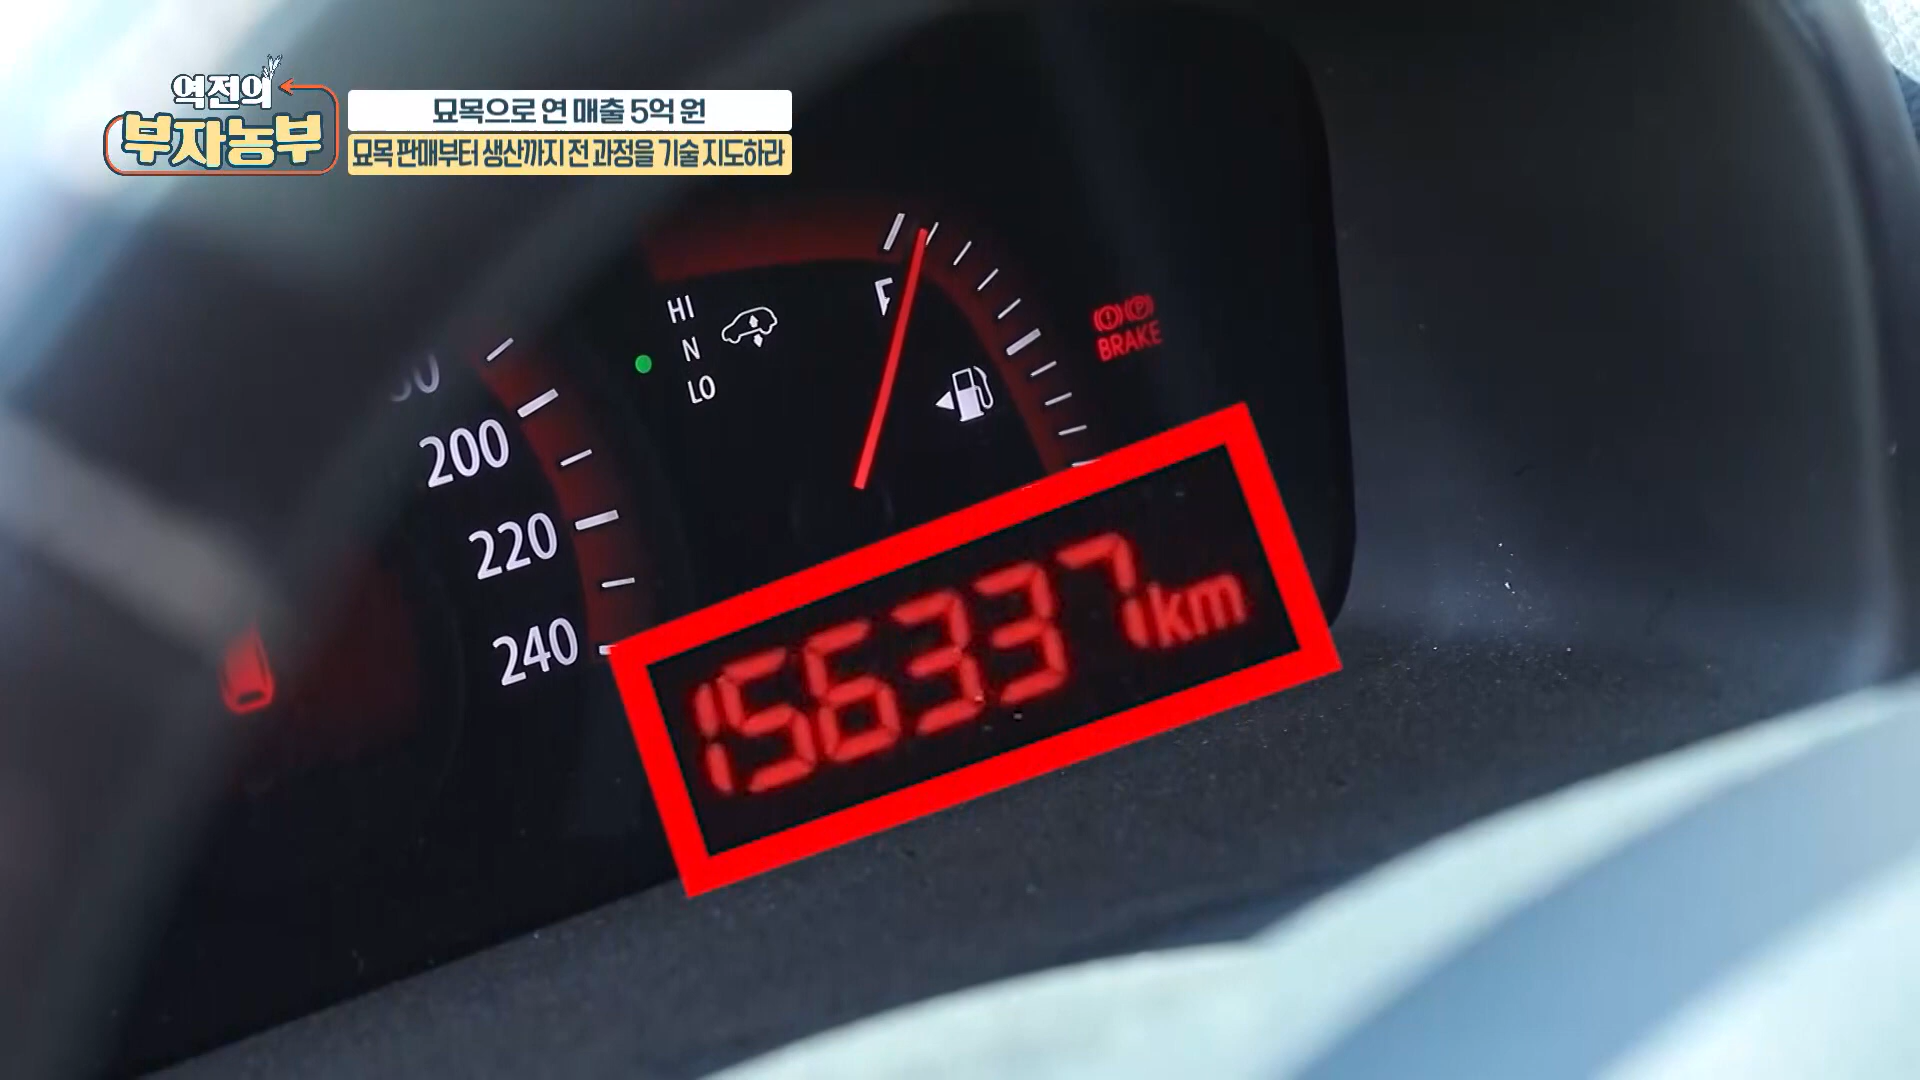 역전의
부자농부
묘목으로 연 매출 5억 원
묘목 판매부터 생산까지 전 과정을 기술 지도하라
HI
N
LO
F
BRAKE
200
220
240
156337km